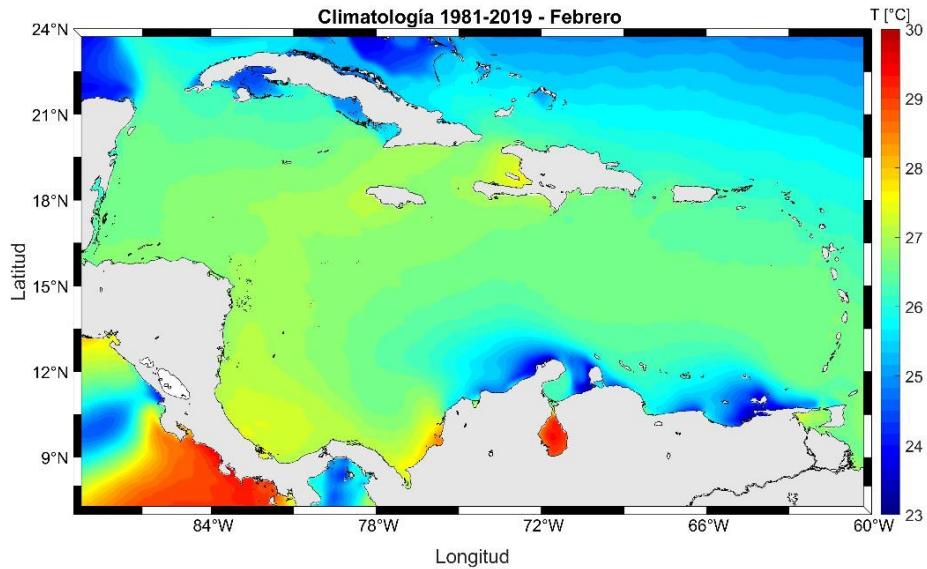 Climatología 1981-2019 - Febrero
T [°C]
24°N
21°N
18°N
15°N
12°N
9°N
Latitud
84°W
78°W
72°W
66°W
60°W
Longitud
30
29
28
27
26
25
24
23